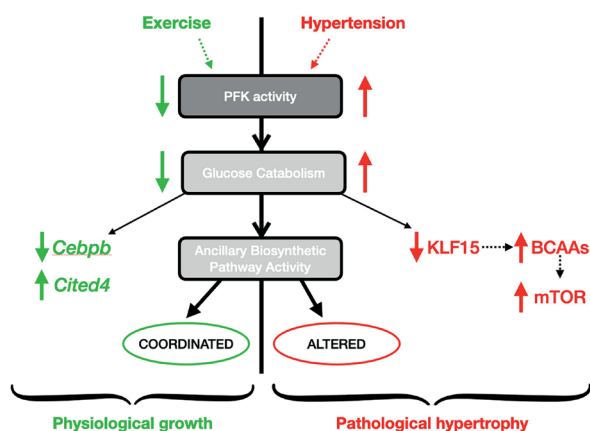 Exercise
Hypertension
PFK activity
Glucose Catabolism
Cebpb
Cited4
Ancillary Biosynthetic
Pathway Activity
KLF15
BCAAs
mTOR
COORDINATED
ALTERED
Physiological growth
Pathological hypertrophy